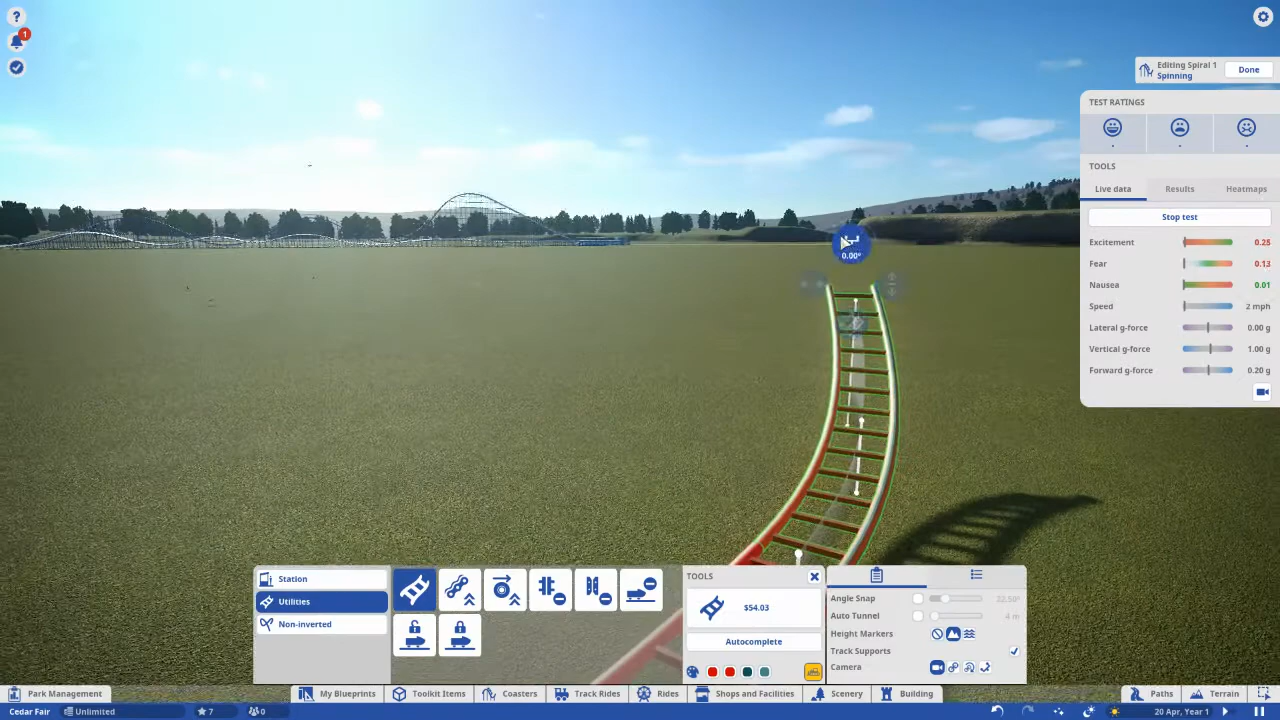 ?
1
Editing Spiral 1
Spinning
Done
TEST RATINGS
TOOLS
Live data
Results
Heatmaps
Stop test
Excitement 0.25
Fear 0.13
Nausea 0.01
Speed 2 mph
Lateral g-force 0.00 g
Vertical g-force 1.00 g
Forward g-force 0.20 g
0.00°
Station
Utilities
Non-inverted
TOOLS
$54.03
Autocomplete
Angle Snap 22.50°
Auto Tunnel 4 m
Height Markers
Track Supports
Camera
Park Management
My Blueprints
Toolkit Items
Coasters
Track Rides
Rides
Shops and Facilities
Scenery
Building
Paths
Terrain
Cedar Fair
Unlimited
7
0
20 Apr, Year 1